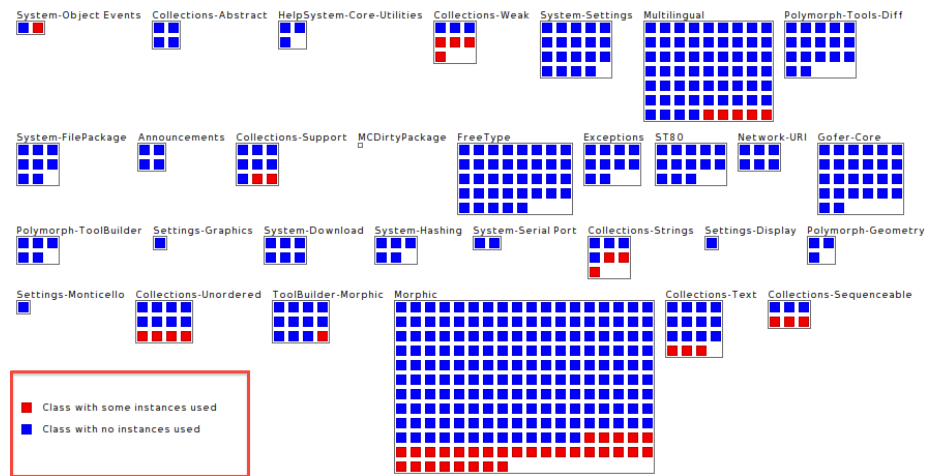 System-Object Events Collections-Abstract HelpSystem-Core-Utilities Collections-Weak System-Settings Multilingual Polymorph-Tools-Diff
System-FilePackage Announcements Collections-Support MCDirtyPackage FreeType Exceptions ST80 Network-URI Gofer-Core
Polymorph-ToolBuilder Settings-Graphics System-Download System-Hashing System-Serial Port Collections-Strings Settings-Display Polymorph-Geometry
Settings-Monticello Collections-Unordered ToolBuilder-Morphic Morphic Collections-Text Collections-Sequenceable
Class with some instances used
Class with no instances used